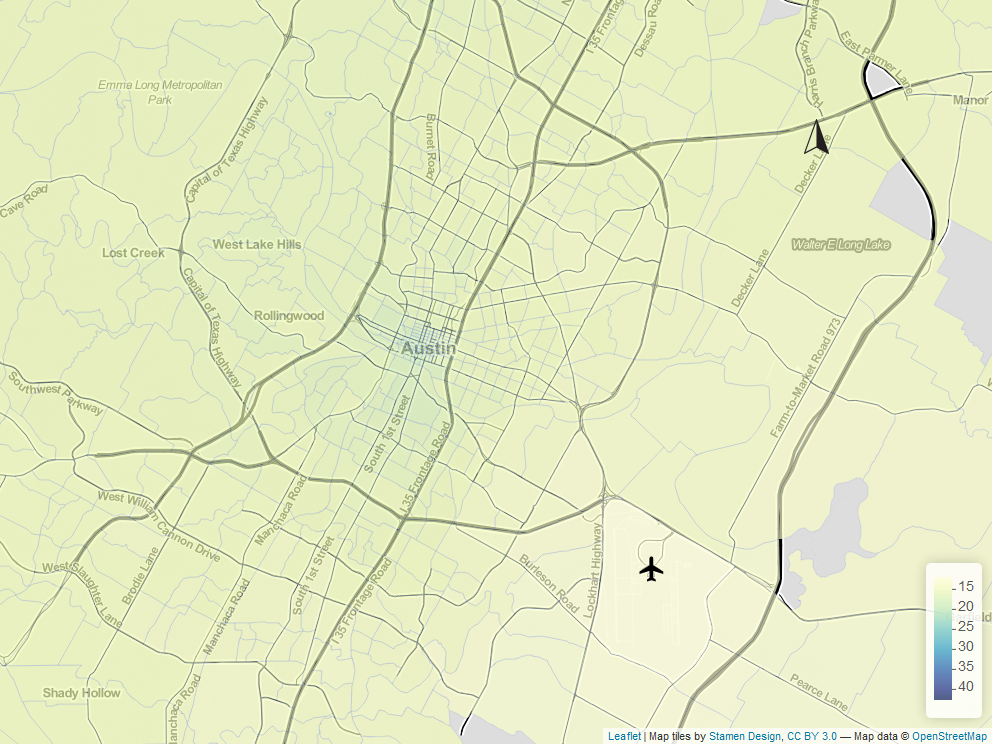 I 35 Frontage
Dessau Road
Harris Branch Parkway
East Parmer Lane
Manor
Emma Long Metropolitan
Park
Capital of Texas Highway
Burnet Road
Decker Lane
Cave Road
Lost Creek
West Lake Hills
Walter E Long Lake
Decker Lane
Capital of Texas Highway
Rollingwood
Austin
Farm-to-Market Road 973
Southwest Parkway
South 1st Street
I 35 Frontage Road
West William Cannon Drive
Manchaca Road
South 1st Street
Lockhart Highway
Burleson Road
West Slaughter Lane
Brodie Lane
I 35 Frontage Road
Manchaca Road
Shady Hollow
Manchaca Road
Pearce Lane
15
20
25
30
35
40
Leaflet | Map tiles by Stamen Design, CC BY 3.0 — Map data © OpenStreetMap